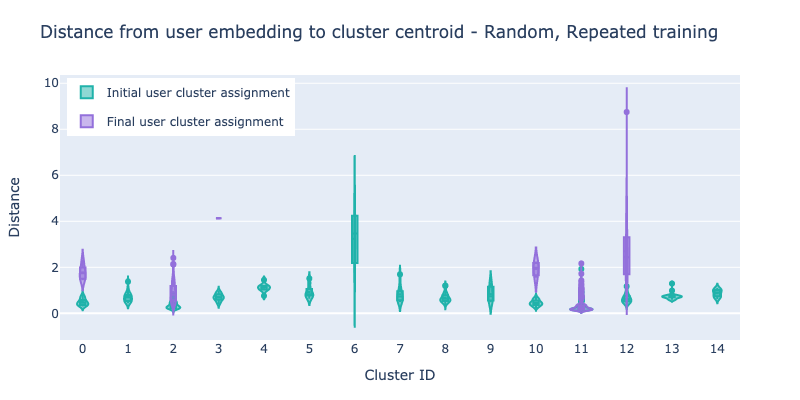 Distance from user embedding to cluster centroid - Random, Repeated training
Initial user cluster assignment
Final user cluster assignment
Distance
10
8
6
4
2
0
0 1 2 3 4 5 6 7 8 9 10 11 12 13 14
Cluster ID